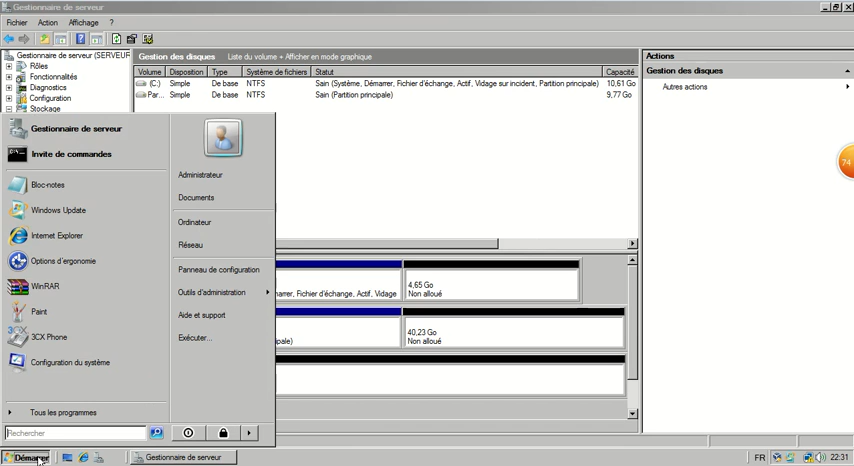 Gestionnaire de serveur
Fichier Action Affichage ?
Gestionnaire de serveur (SERVEUR
Rôles
Fonctionnalités
Diagnostics
Configuration
Stockage
Gestion des disques Liste du volume + Afficher en mode graphique
Volume Disposition Type Système de fichiers Statut Capacité
(C:) Simple De base NTFS Sain (Système, Démarrer, Fichier d'échange, Actif, Vidage sur incident, Partition principale) 10,61 Go
Par... Simple De base NTFS Sain (Partition principale) 9,77 Go
Actions
Gestion des disques
Autres actions
74
Gestionnaire de serveur
Invite de commandes
Bloc-notes
Windows Update
Internet Explorer
Options d'ergonomie
WinRAR
Paint
3CX Phone
Configuration du système
Tous les programmes
Rechercher
Administrateur
Documents
Ordinateur
Réseau
Panneau de configuration
Outils d'administration
Aide et support
Exécuter...
marrer, Fichier d'échange, Actif, Vidage
4,65 Go
Non alloué
ipale)
40,23 Go
Non alloué
Démarrer
Gestionnaire de serveur
FR
22:31